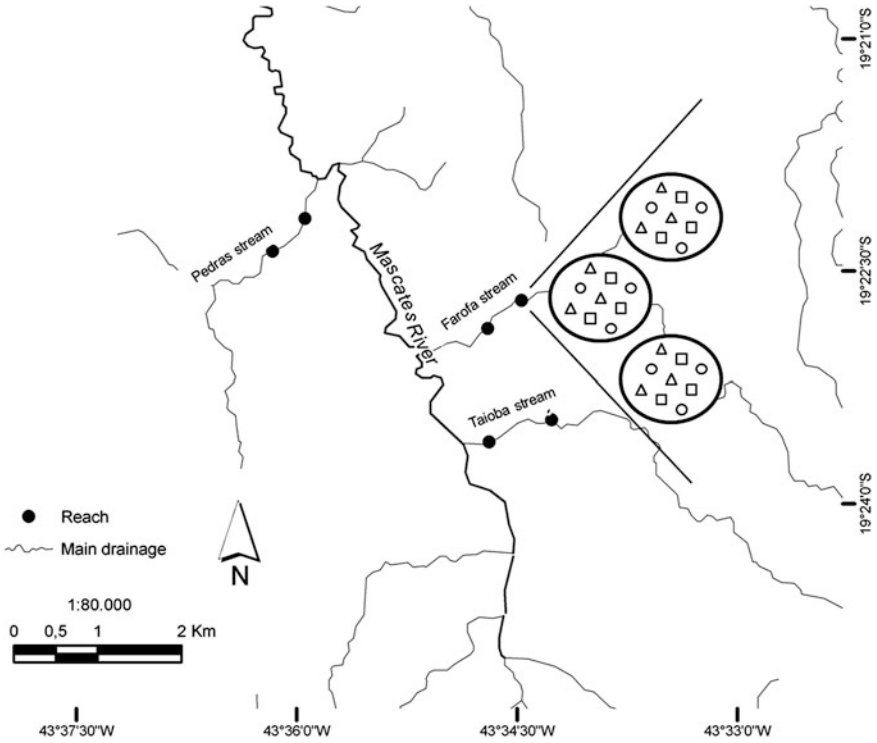 19°21'0"S
Pedras stream
Mascates River
Farofa stream
19°22'30"S
Taioba stream
19°24'0"S
Reach
Main drainage
N
1:80.000
0 0,5 1 2 Km
43°37'30"W 43°36'0"W 43°34'30"W 43°33'0"W